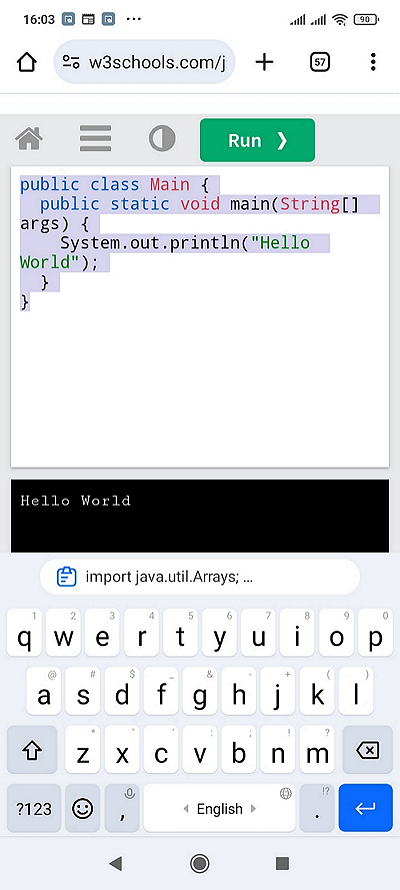 16:03 90
w3schools.com/j 57
Run ❯
public class Main {
public static void main(String[]
args) {
System.out.println("Hello
World");
}
}
Hello World
import java.util.Arrays; ...
1 2 3 4 5 6 7 8 9 0
q w e r t y u i o p
@ # $ _ & - + ( )
a s d f g h j k l
* " ' : ; ! ?
z x c v b n m
?123 , English !? .